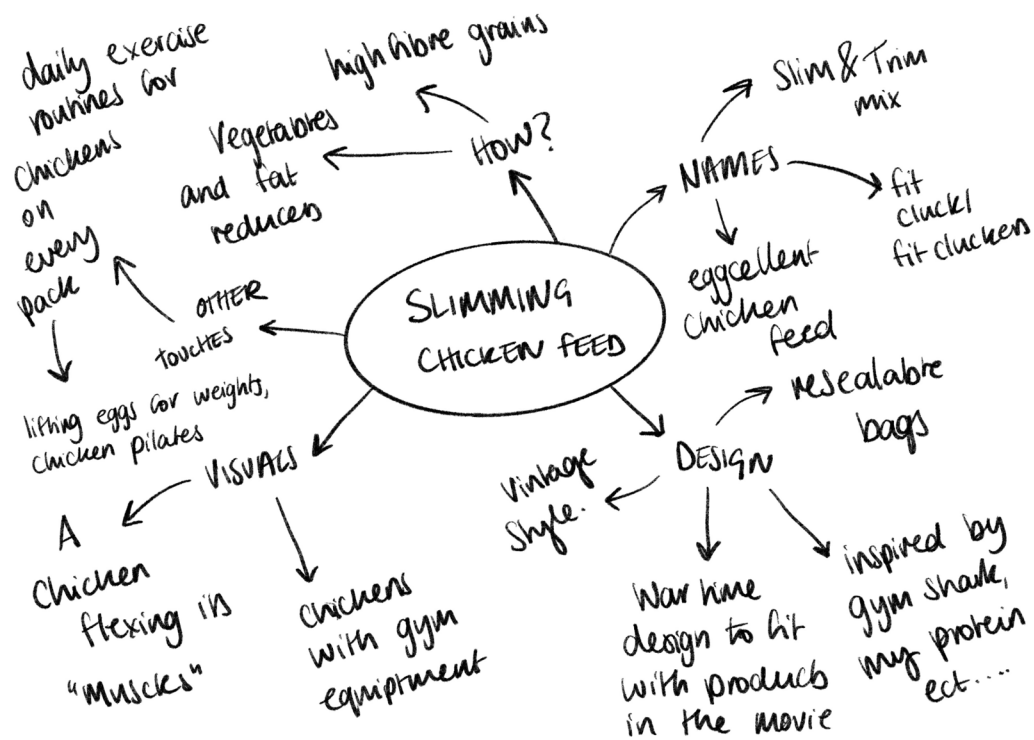 SLIMMING
CHICKEN FEED
HOW?
high fibre grains
Vegetables
and fat
reducers
NAMES
Slim & Trim
mix
fit
cluck/
fit cluckers
eggcellent
chicken
feed
DESIGN
resealable
bags
vintage
style.
War time
design to fit
with products
in the movie
inspired by
gym shark,
my protein
ect....
VISUALS
A
Chicken
flexing its
"muscles"
chickens
with gym
equiptment
OTHER
TOUCHES
daily exercise
routines for
chickens
on
every
pack
lifting eggs for weights,
chicken pilates